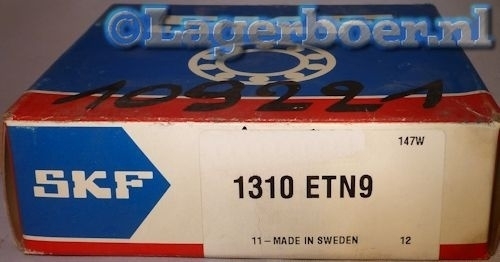 ©Lagerboer.nl
109221
147W
SKF
1310 ETN9
11–MADE IN SWEDEN 12